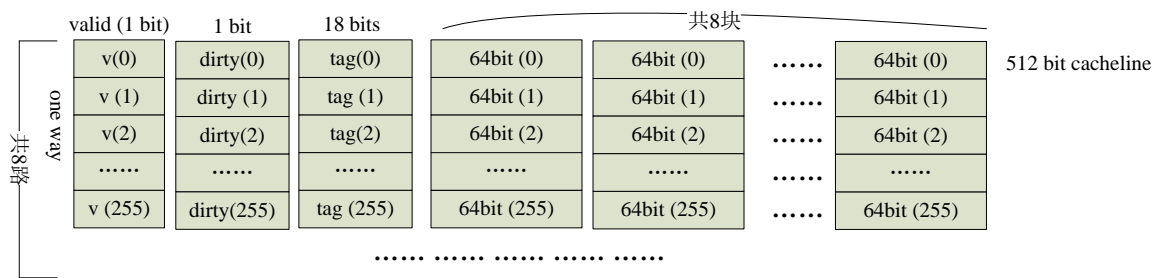 共8块
valid (1 bit) 1 bit 18 bits
v(0) dirty(0) tag(0) 64bit (0) 64bit (0) …… 64bit (0) 512 bit cacheline
v (1) dirty (1) tag (1) 64bit (1) 64bit (1) …… 64bit (1)
v(2) dirty(2) tag(2) 64bit (2) 64bit (2) …… 64bit (2)
…… …… …… …… …… …… ……
v (255) dirty(255) tag (255) 64bit (255) 64bit (255) …… 64bit (255)
one way
共8路
…… …… …… …… ……